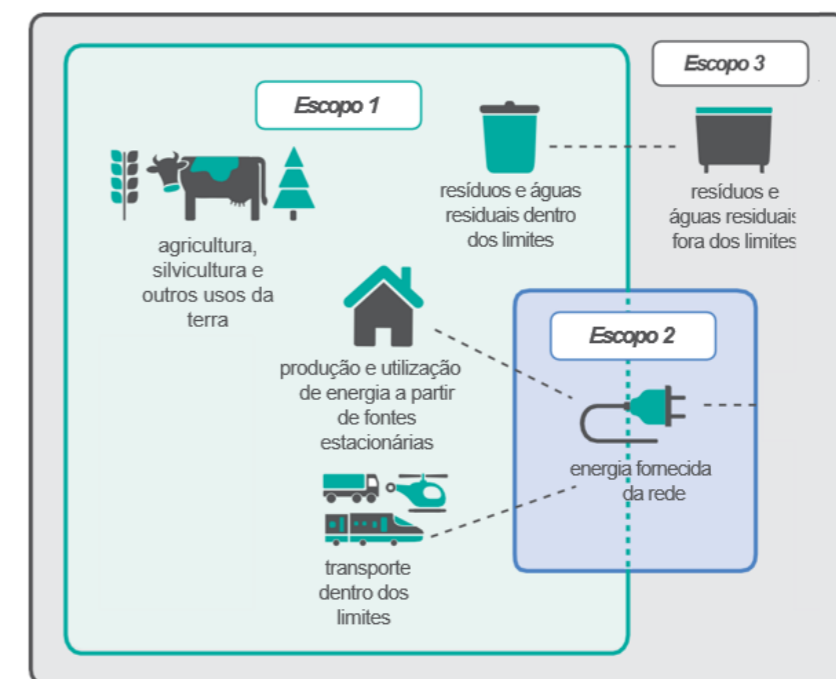 Escopo 3
Escopo 1
resíduos e águas
residuais dentro
dos limites
resíduos e
águas residuais
fora dos limites
agricultura,
silvicultura e
outros usos da
terra
Escopo 2
produção e utilização
de energia a partir
de fontes
estacionárias
energia fornecida
da rede
transporte
dentro dos
limites